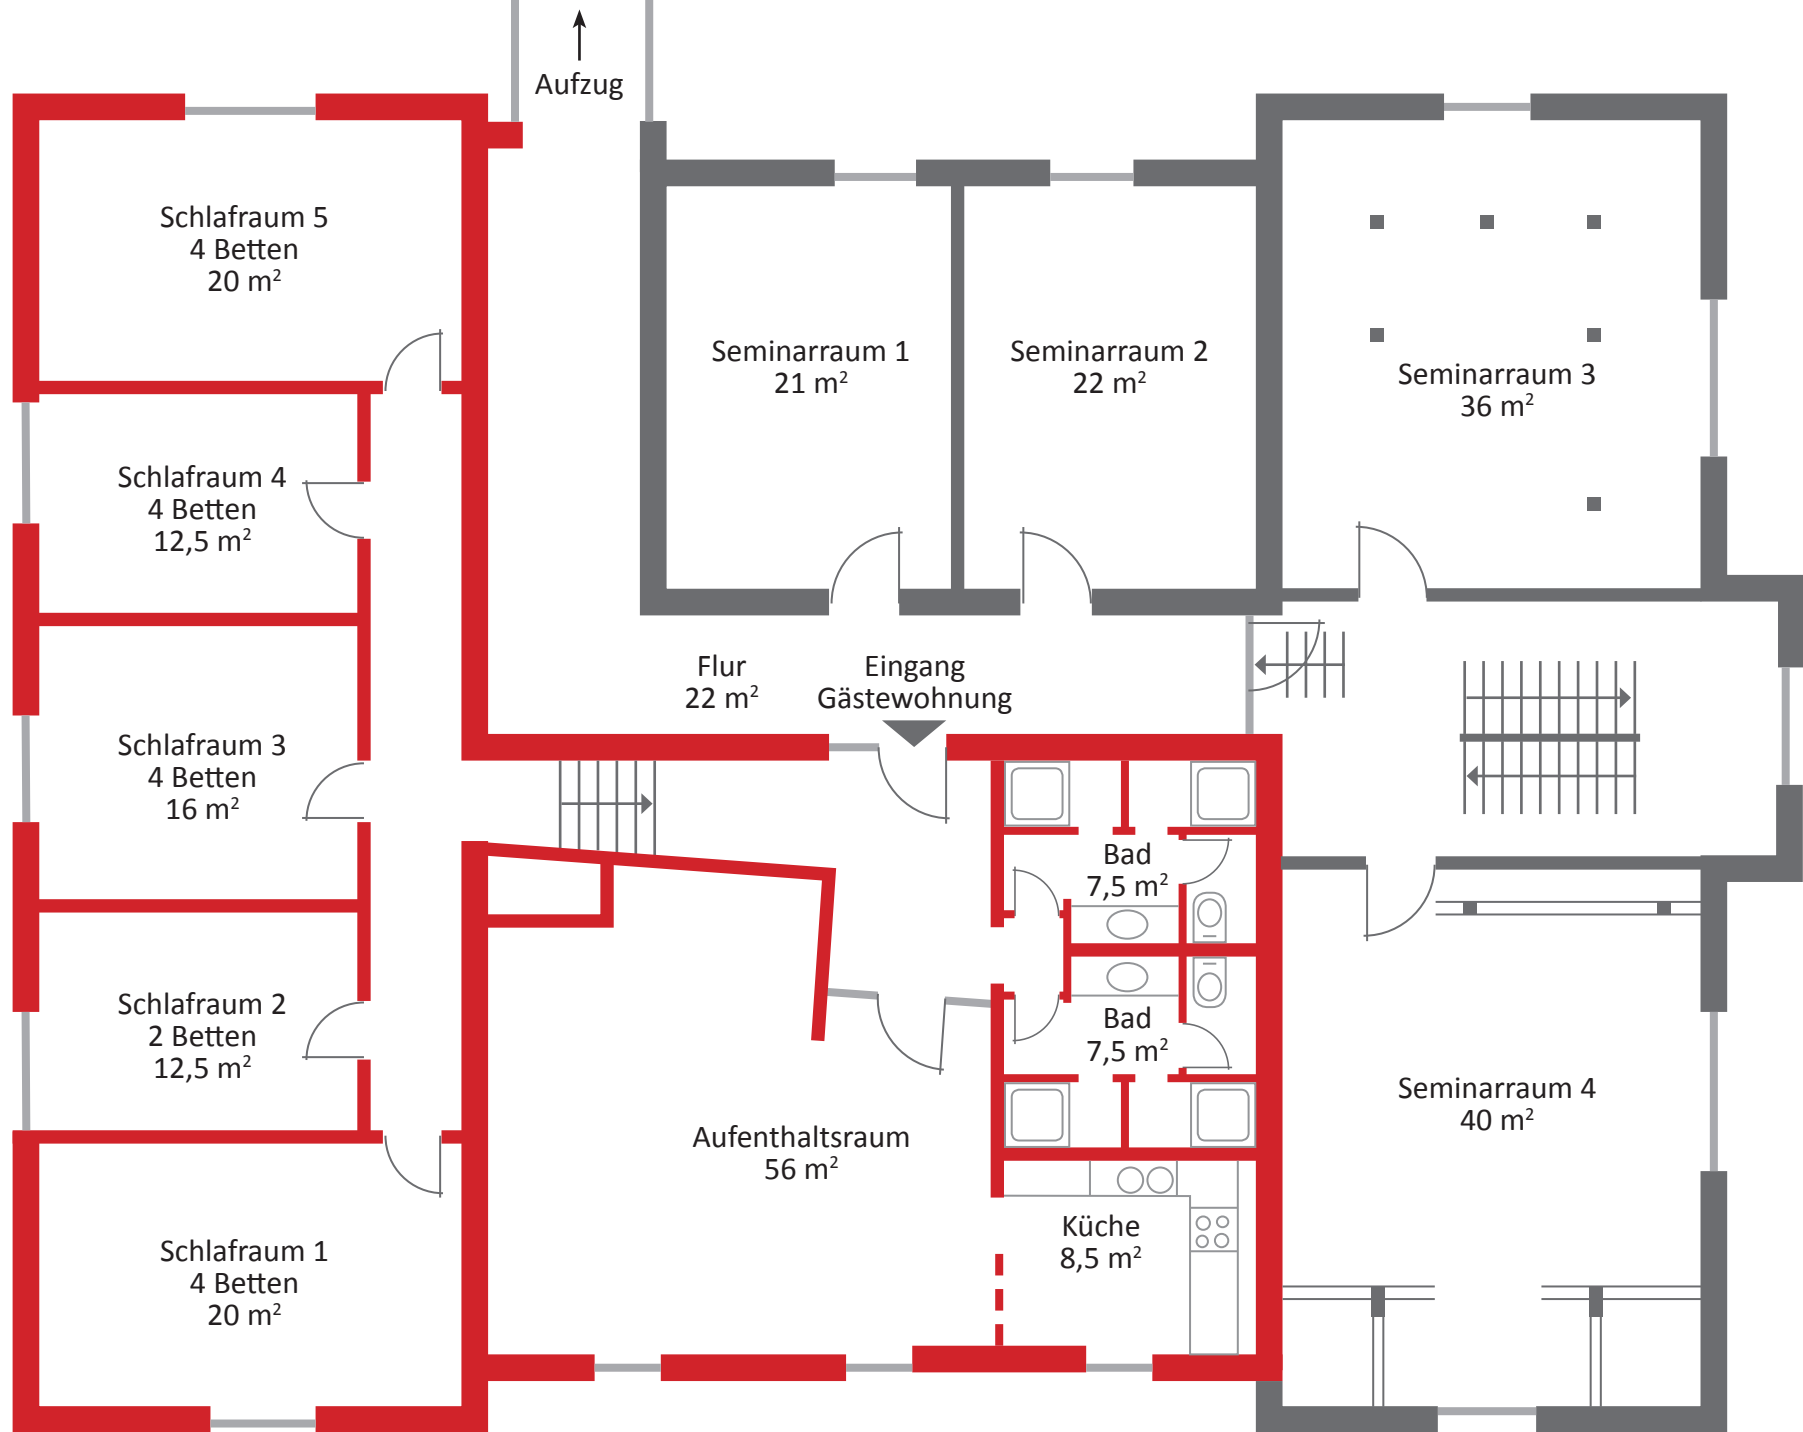 Aufzug
Schlafraum 5
4 Betten
20 m²
Seminarraum 1
21 m²
Seminarraum 2
22 m²
Seminarraum 3
36 m²
Schlafraum 4
4 Betten
12,5 m²
Flur
22 m²
Eingang
Gästewohnung
Schlafraum 3
4 Betten
16 m²
Bad
7,5 m²
Schlafraum 2
2 Betten
12,5 m²
Bad
7,5 m²
Seminarraum 4
40 m²
Aufenthaltsraum
56 m²
Küche
8,5 m²
Schlafraum 1
4 Betten
20 m²